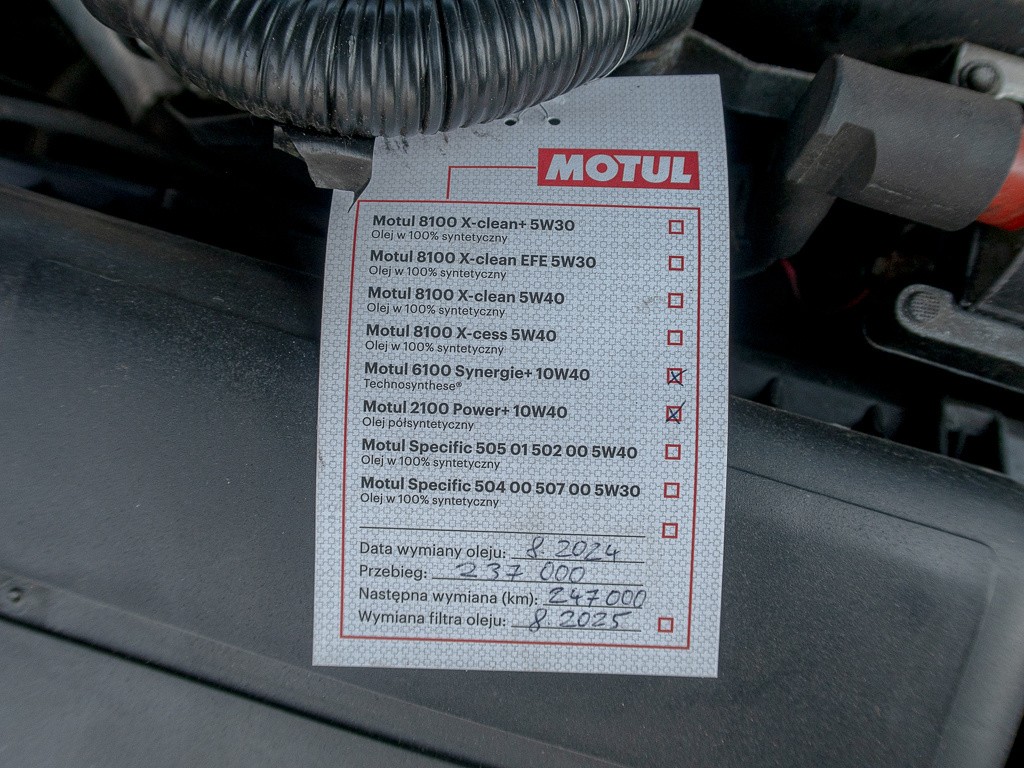 MOTUL
Motul 8100 X-clean+ 5W30
Olej w 100% syntetyczny
Motul 8100 X-clean EFE 5W30
Olej w 100% syntetyczny
Motul 8100 X-clean 5W40
Olej w 100% syntetyczny
Motul 8100 X-cess 5W40
Olej w 100% syntetyczny
Motul 6100 Synergie+ 10W40
Technosynthese®
Motul 2100 Power+ 10W40
Olej półsyntetyczny
Motul Specific 505 01 502 00 5W40
Olej w 100% syntetyczny
Motul Specific 504 00 507 00 5W30
Olej w 100% syntetyczny
Data wymiany oleju: 8.2024
Przebieg: 237 000
Następna wymiana (km): 247000
Wymiana filtra oleju: 8.2025